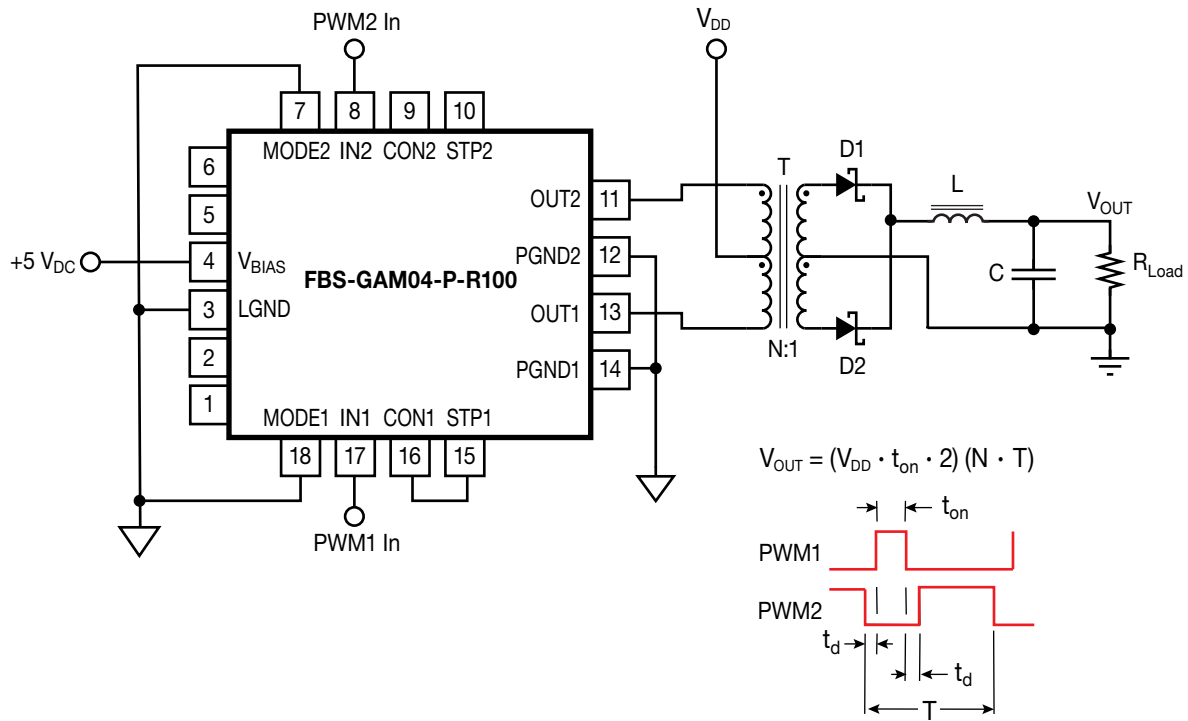 PWM2 In
V_DD
7 8 9 10
MODE2 IN2 CON2 STP2
6
5
4
3
2
1
+5 V_DC
V_BIAS
LGND
FBS-GAM04-P-R100
OUT2 11
PGND2 12
OUT1 13
PGND1 14
MODE1 IN1 CON1 STP1
18 17 16 15
PWM1 In
T
N:1
D1
D2
L
V_OUT
C
R_Load
V_OUT = (V_DD · t_on · 2) (N · T)
t_on
PWM1
PWM2
t_d
t_d
T